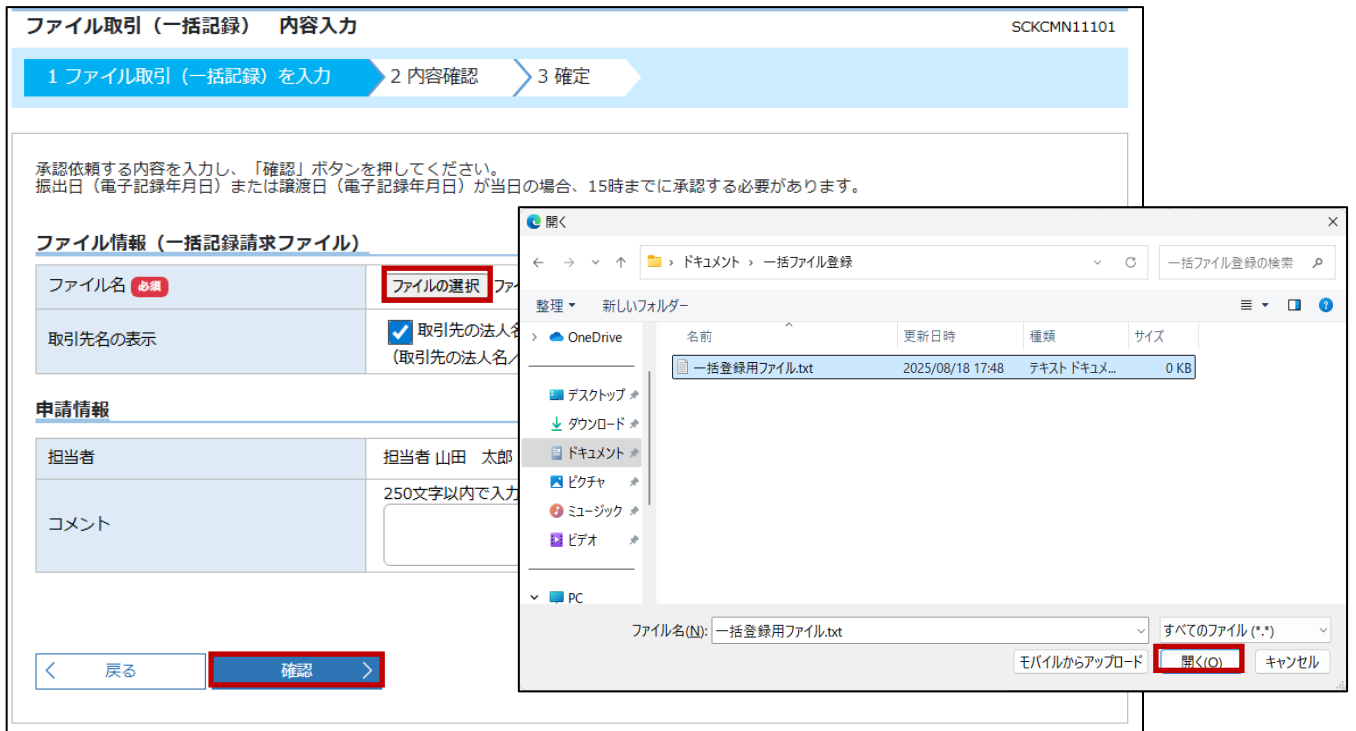 ファイル取引（一括記録）　内容入力
SCKCMN11101
1 ファイル取引（一括記録）を入力
2 内容確認
3 確定
承認依頼する内容を入力し、「確認」ボタンを押してください。
振出日（電子記録年月日）または譲渡日（電子記録年月日）が当日の場合、15時までに承認する必要があります。
ファイル情報（一括記録請求ファイル）
ファイル名 必須
ファイルの選択 ファイ
取引先名の表示
取引先の法人名
（取引先の法人名／
申請情報
担当者
担当者 山田　太郎
コメント
250文字以内で入力
戻る
確認
開く
ドキュメント › 一括ファイル登録
一括ファイル登録の検索
整理
新しいフォルダー
OneDrive
デスクトップ
ダウンロード
ドキュメント
ピクチャ
ミュージック
ビデオ
PC
名前 更新日時 種類 サイズ
一括登録用ファイル.txt 2025/08/18 17:48 テキスト ドキュメ... 0 KB
ファイル名(N): 一括登録用ファイル.txt
すべてのファイル (*.*)
モバイルからアップロード
開く(O)
キャンセル